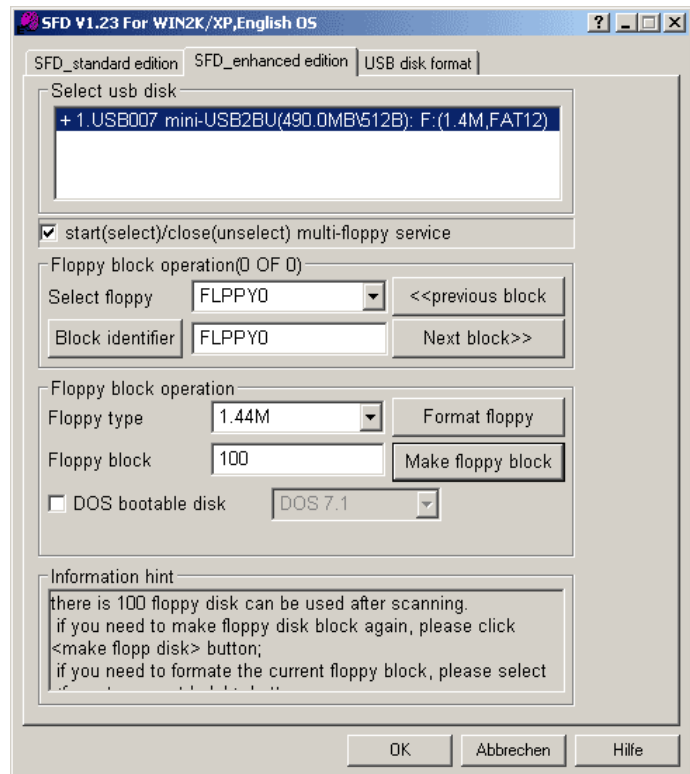 SFD V1.23 For WIN2K/XP,English OS
SFD_standard edition SFD_enhanced edition USB disk format
Select usb disk
+ 1.USB007 mini-USB2BU(490.0MB\512B): F:(1.4M,FAT12)
start(select)/close(unselect) multi-floppy service
Floppy block operation(0 OF 0)
Select floppy FLPPY0 <<previous block
Block identifier FLPPY0 Next block>>
Floppy block operation
Floppy type 1.44M Format floppy
Floppy block 100 Make floppy block
DOS bootable disk DOS 7.1
Information hint
there is 100 floppy disk can be used after scanning.
if you need to make floppy disk block again, please click
<make flopp disk> button;
if you need to formate the current floppy block, please select
OK Abbrechen Hilfe